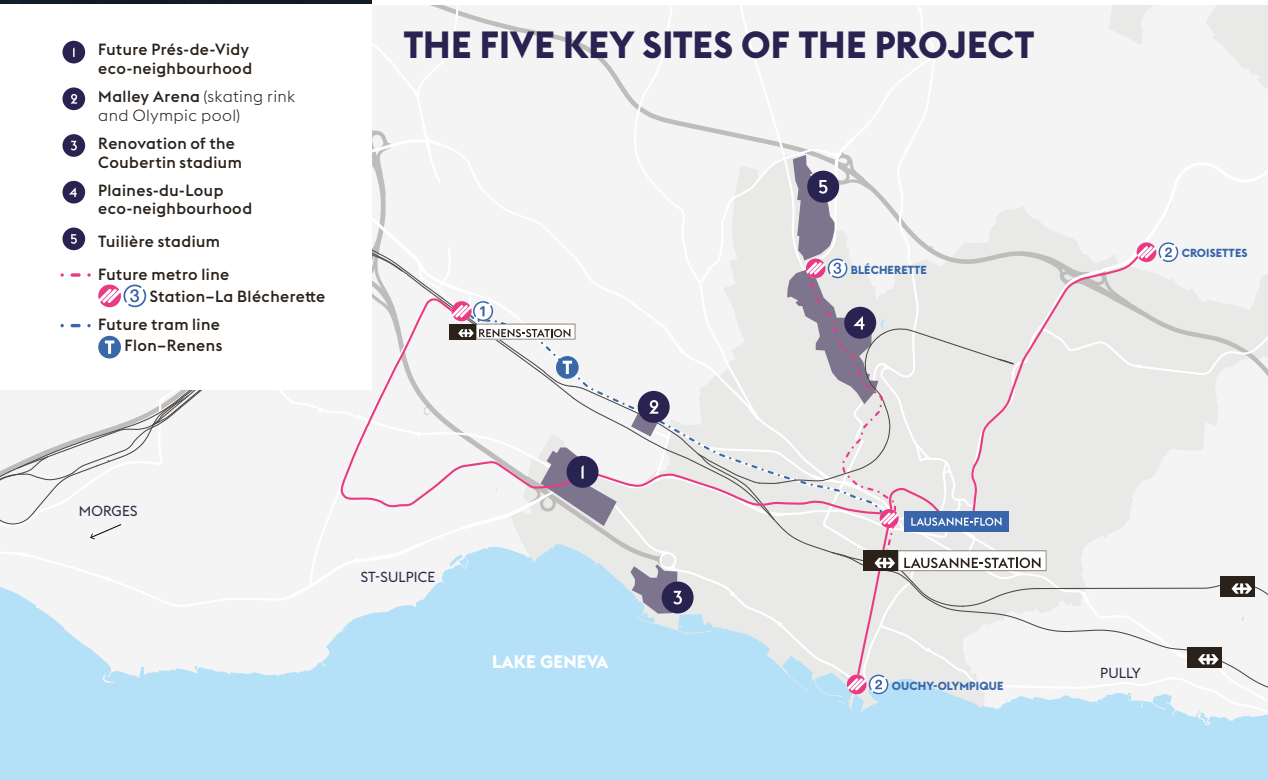 THE FIVE KEY SITES OF THE PROJECT
1 Future Prés-de-Vidy
eco-neighbourhood
2 Malley Arena (skating rink
and Olympic pool)
3 Renovation of the
Coubertin stadium
4 Plaines-du-Loup
eco-neighbourhood
5 Tuilière stadium
Future metro line
3 Station–La Blécherette
Future tram line
T Flon–Renens
5
3 BLÉCHERETTE
2 CROISETTES
4
1
RENENS-STATION
T
2
1
MORGES
LAUSANNE-FLON
LAUSANNE-STATION
ST-SULPICE
3
LAKE GENEVA
PULLY
2 OUCHY-OLYMPIQUE